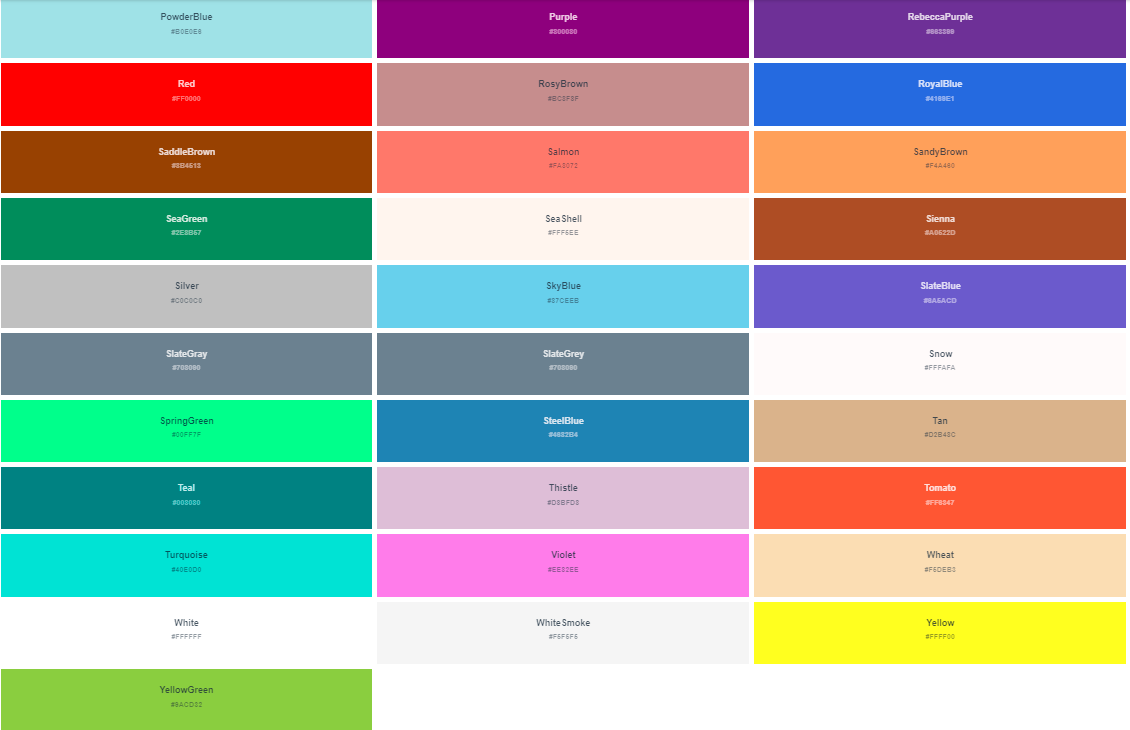 PowderBlue
#B0E0E6
Purple
#800080
RebeccaPurple
#663399
Red
#FF0000
RosyBrown
#BC8F8F
RoyalBlue
#4169E1
SaddleBrown
#8B4513
Salmon
#FA8072
SandyBrown
#F4A460
SeaGreen
#2E8B57
SeaShell
#FFF5EE
Sienna
#A0522D
Silver
#C0C0C0
SkyBlue
#87CEEB
SlateBlue
#6A5ACD
SlateGray
#708090
SlateGrey
#708090
Snow
#FFFAFA
SpringGreen
#00FF7F
SteelBlue
#4682B4
Tan
#D2B48C
Teal
#008080
Thistle
#D8BFD8
Tomato
#FF6347
Turquoise
#40E0D0
Violet
#EE82EE
Wheat
#F5DEB3
White
#FFFFFF
WhiteSmoke
#F5F5F5
Yellow
#FFFF00
YellowGreen
#9ACD32